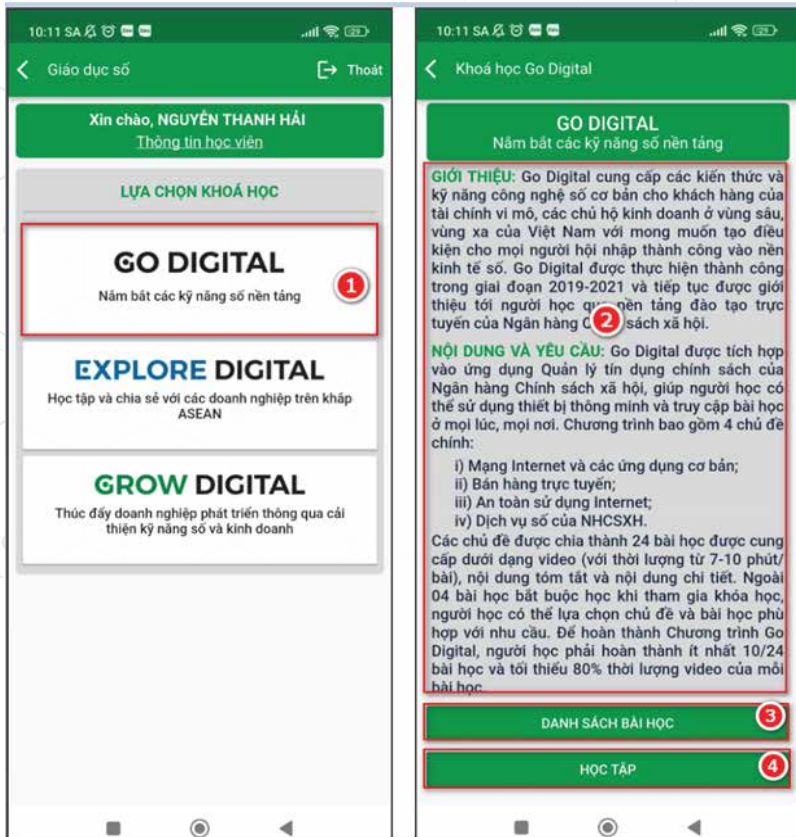 10:11 SA
29
Giáo dục số
Thoát
Xin chào, NGUYỄN THANH HẢI
Thông tin học viên
LỰA CHỌN KHOÁ HỌC
GO DIGITAL
Nắm bắt các kỹ năng số nền tảng
1
EXPLORE DIGITAL
Học tập và chia sẻ với các doanh nghiệp trên khắp
ASEAN
GROW DIGITAL
Thúc đẩy doanh nghiệp phát triển thông qua cải
thiện kỹ năng số và kinh doanh
10:11 SA
29
Khoá học Go Digital
GO DIGITAL
Nắm bắt các kỹ năng số nền tảng
GIỚI THIỆU: Go Digital cung cấp các kiến thức và
kỹ năng công nghệ số cơ bản cho khách hàng của
tài chính vi mô, các chủ hộ kinh doanh ở vùng sâu,
vùng xa của Việt Nam với mong muốn tạo điều
kiện cho mọi người hội nhập thành công vào nền
kinh tế số. Go Digital được thực hiện thành công
trong giai đoạn 2019-2021 và tiếp tục được giới
thiệu tới người học qua nền tảng đào tạo trực
tuyến của Ngân hàng C 2 sách xã hội.
NỘI DUNG VÀ YÊU CẦU: Go Digital được tích hợp
vào ứng dụng Quản lý tín dụng chính sách của
Ngân hàng Chính sách xã hội, giúp người học có
thể sử dụng thiết bị thông minh và truy cập bài học
ở mọi lúc, mọi nơi. Chương trình bao gồm 4 chủ đề
chính:
i) Mạng Internet và các ứng dụng cơ bản;
ii) Bán hàng trực tuyến;
iii) An toàn sử dụng Internet;
iv) Dịch vụ số của NHCSXH.
Các chủ đề được chia thành 24 bài học được cung
cấp dưới dạng video (với thời lượng từ 7-10 phút/
bài), nội dung tóm tắt và nội dung chi tiết. Ngoài
04 bài học bắt buộc học khi tham gia khóa học,
người học có thể lựa chọn chủ đề và bài học phù
hợp với nhu cầu. Để hoàn thành Chương trình Go
Digital, người học phải hoàn thành ít nhất 10/24
bài học và tối thiểu 80% thời lượng video của mỗi
bài học
DANH SÁCH BÀI HỌC
3
HỌC TẬP
4